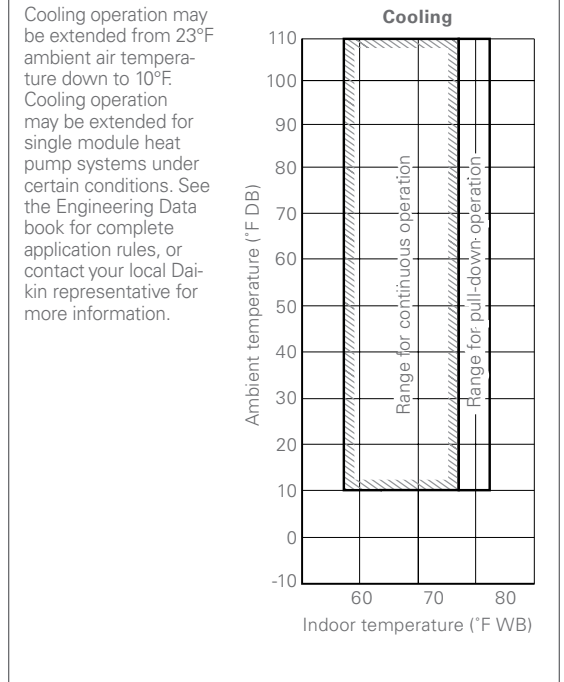 Cooling operation may
be extended from 23°F
ambient air tempera-
ture down to 10°F.
Cooling operation
may be extended for
single module heat
pump systems under
certain conditions. See
the Engineering Data
book for complete
application rules, or
contact your local Dai-
kin representative for
more information.
Cooling
Ambient temperature (˚F DB)
110
100
90
80
70
60
50
40
30
20
10
0
-10
Range for continuous operation
Range for pull-down operation
60 70 80
Indoor temperature (˚F WB)